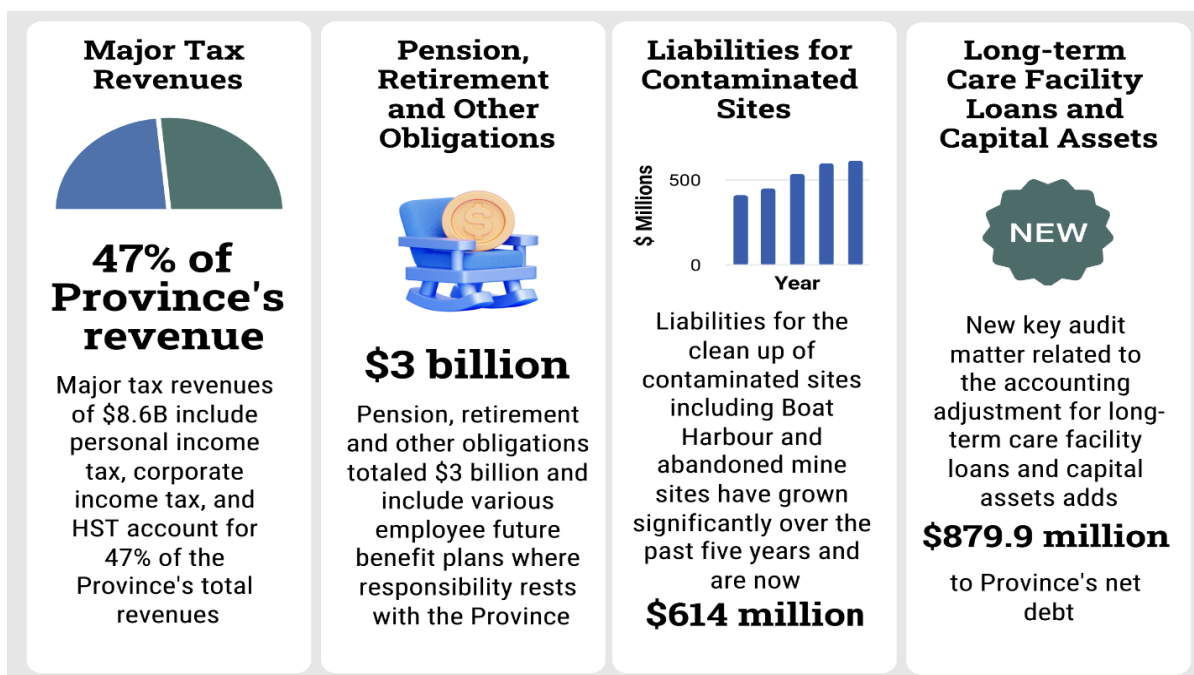 Major Tax
Revenues
47% of
Province's
revenue
Major tax revenues
of $8.6B include
personal income
tax, corporate
income tax, and
HST account for
47% of the
Province's total
revenues
Pension,
Retirement
and Other
Obligations
$
$3 billion
Pension, retirement
and other obligations
totaled $3 billion and
include various
employee future
benefit plans where
responsibility rests
with the Province
Liabilities for
Contaminated
Sites
$ Millions
500
0
Year
Liabilities for the
clean up of
contaminated sites
including Boat
Harbour and
abandoned mine
sites have grown
significantly over the
past five years and
are now
$614 million
Long-term
Care Facility
Loans and
Capital Assets
NEW
New key audit
matter related to
the accounting
adjustment for long-
term care facility
loans and capital
assets adds
$879.9 million
to Province's net
debt